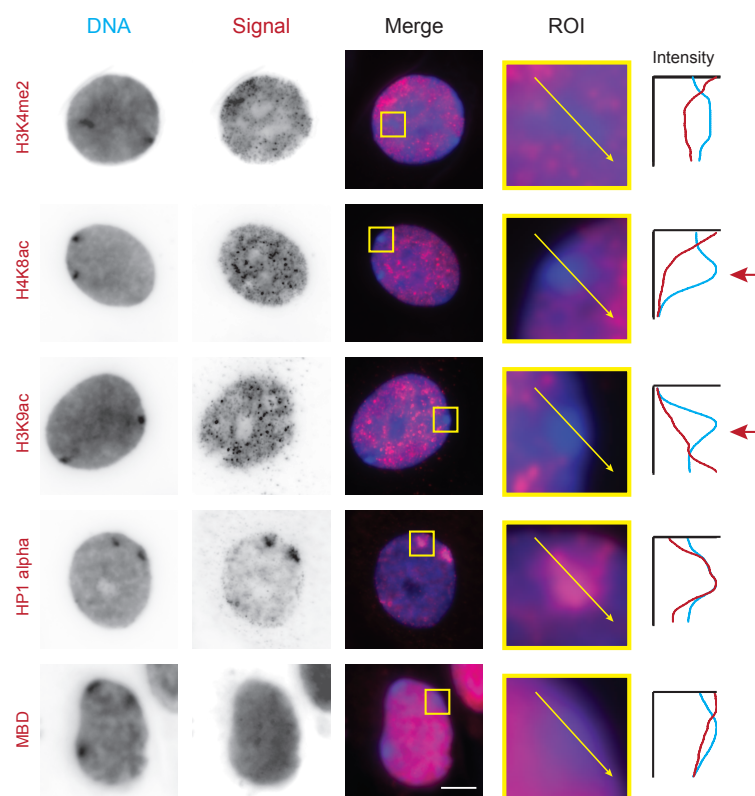 DNA
Signal
Merge
ROI
Intensity
H3K4me2
H4K8ac
H3K9ac
HP1 alpha
MBD